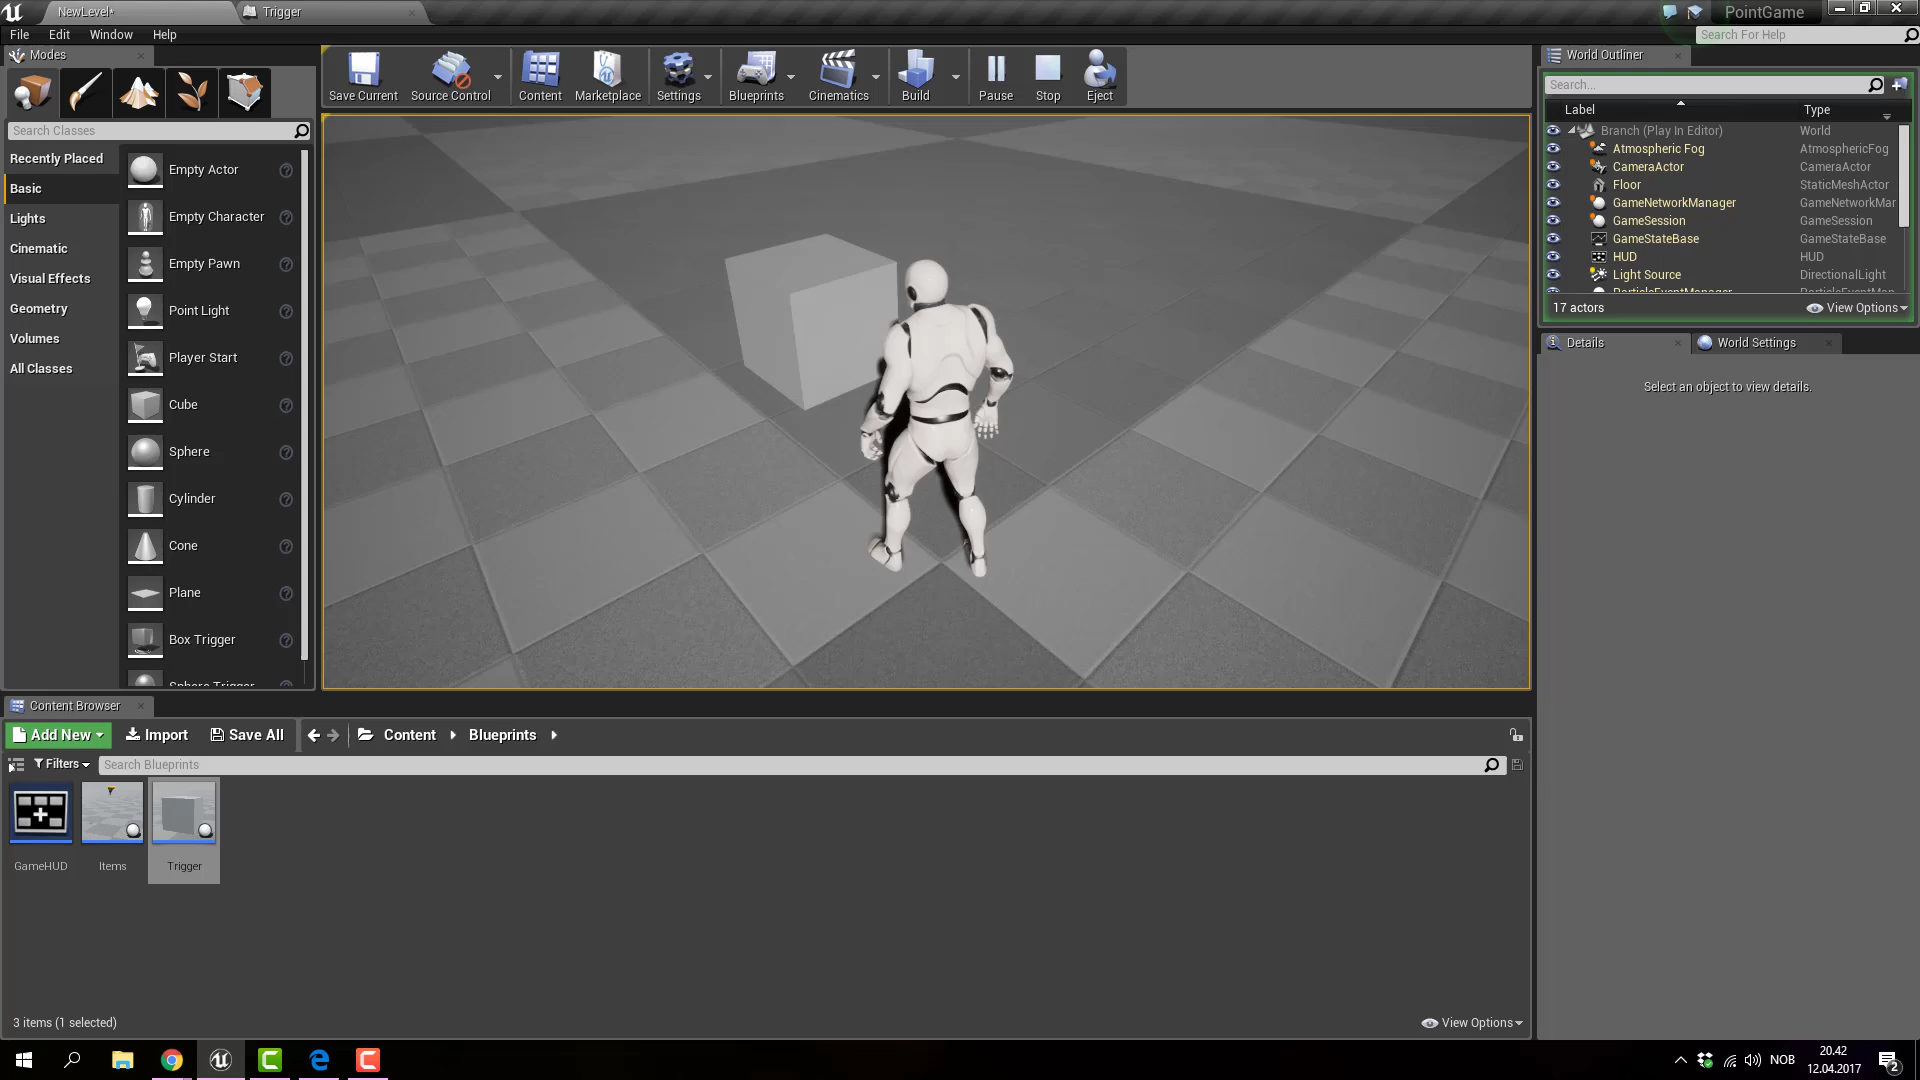 NewLevel*
Trigger
PointGame
File Edit Window Help
Search For Help
Modes
Save Current
Source Control
Content
Marketplace
Settings
Blueprints
Cinematics
Build
Pause
Stop
Eject
World Outliner
Search...
Label Type
Branch (Play In Editor) World
Atmospheric Fog AtmosphericFog
CameraActor CameraActor
Floor StaticMeshActor
GameNetworkManager GameNetworkMar
GameSession GameSession
GameStateBase GameStateBase
HUD HUD
Light Source DirectionalLight
ParticleEventManager ParticleEventMan
17 actors
View Options
Details
World Settings
Select an object to view details.
Search Classes
Recently Placed
Basic
Lights
Cinematic
Visual Effects
Geometry
Volumes
All Classes
Empty Actor
Empty Character
Empty Pawn
Point Light
Player Start
Cube
Sphere
Cylinder
Cone
Plane
Box Trigger
Sphere Trigger
Content Browser
Add New Import Save All Content Blueprints
Filters Search Blueprints
GameHUD
Items
Trigger
3 items (1 selected)
View Options
NOB
20.42
12.04.2017
2